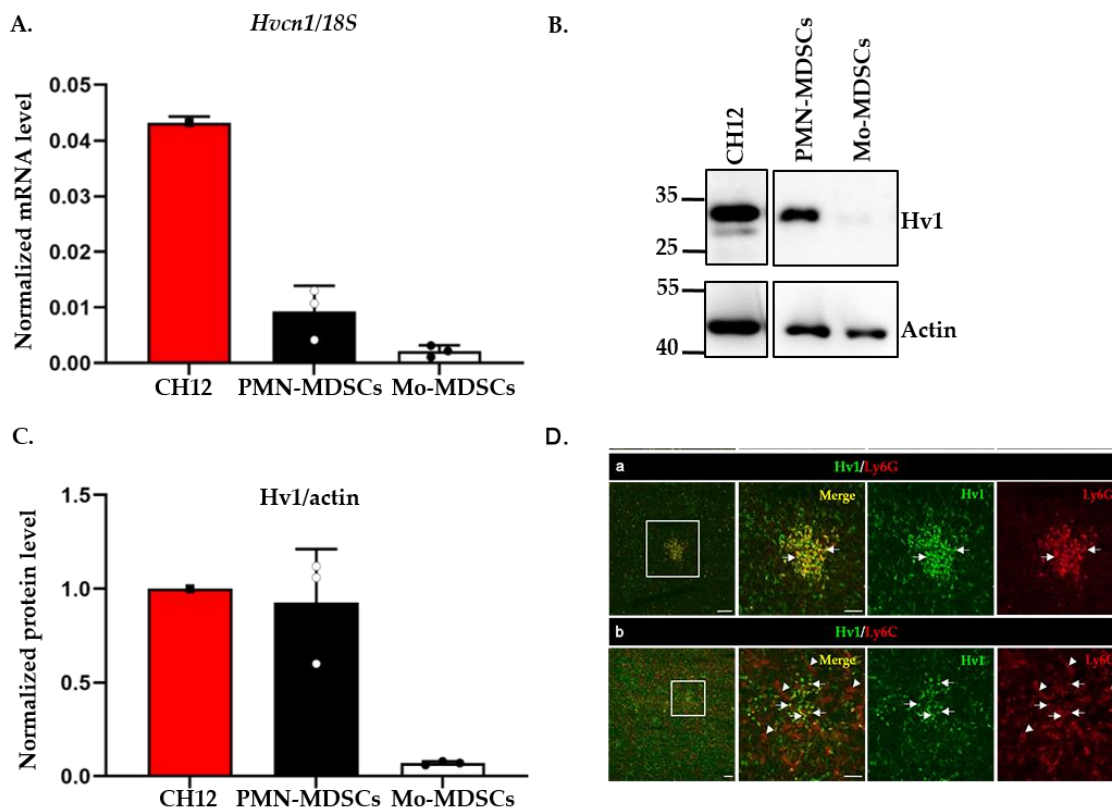 A.
Hvcn1/18S
Normalized mRNA level
0.05
0.04
0.03
0.02
0.01
0.00
CH12
PMN-MDSCs
Mo-MDSCs
B.
CH12
PMN-MDSCs
Mo-MDSCs
35
25
Hv1
55
40
Actin
C.
Hv1/actin
Normalized protein level
1.5
1.0
0.5
0.0
CH12
PMN-MDSCs
Mo-MDSCs
D.
a
Hv1/Ly6G
Merge
Hv1
Ly6G
b
Hv1/Ly6C
Merge
Hv1
Ly6C